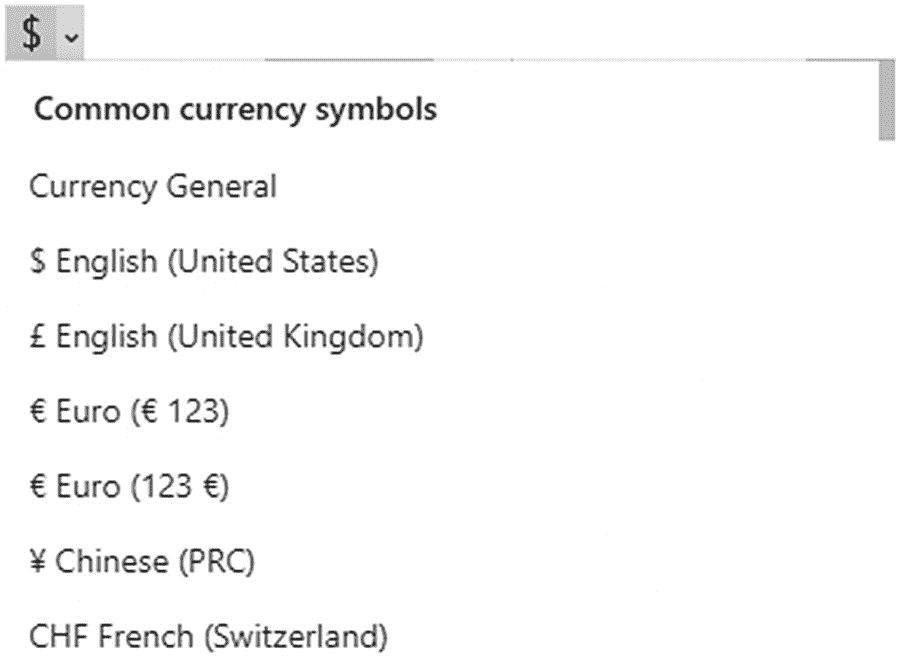 $
Common currency symbols
Currency General
$ English (United States)
£ English (United Kingdom)
€ Euro (€ 123)
€ Euro (123 €)
¥ Chinese (PRC)
CHF French (Switzerland)